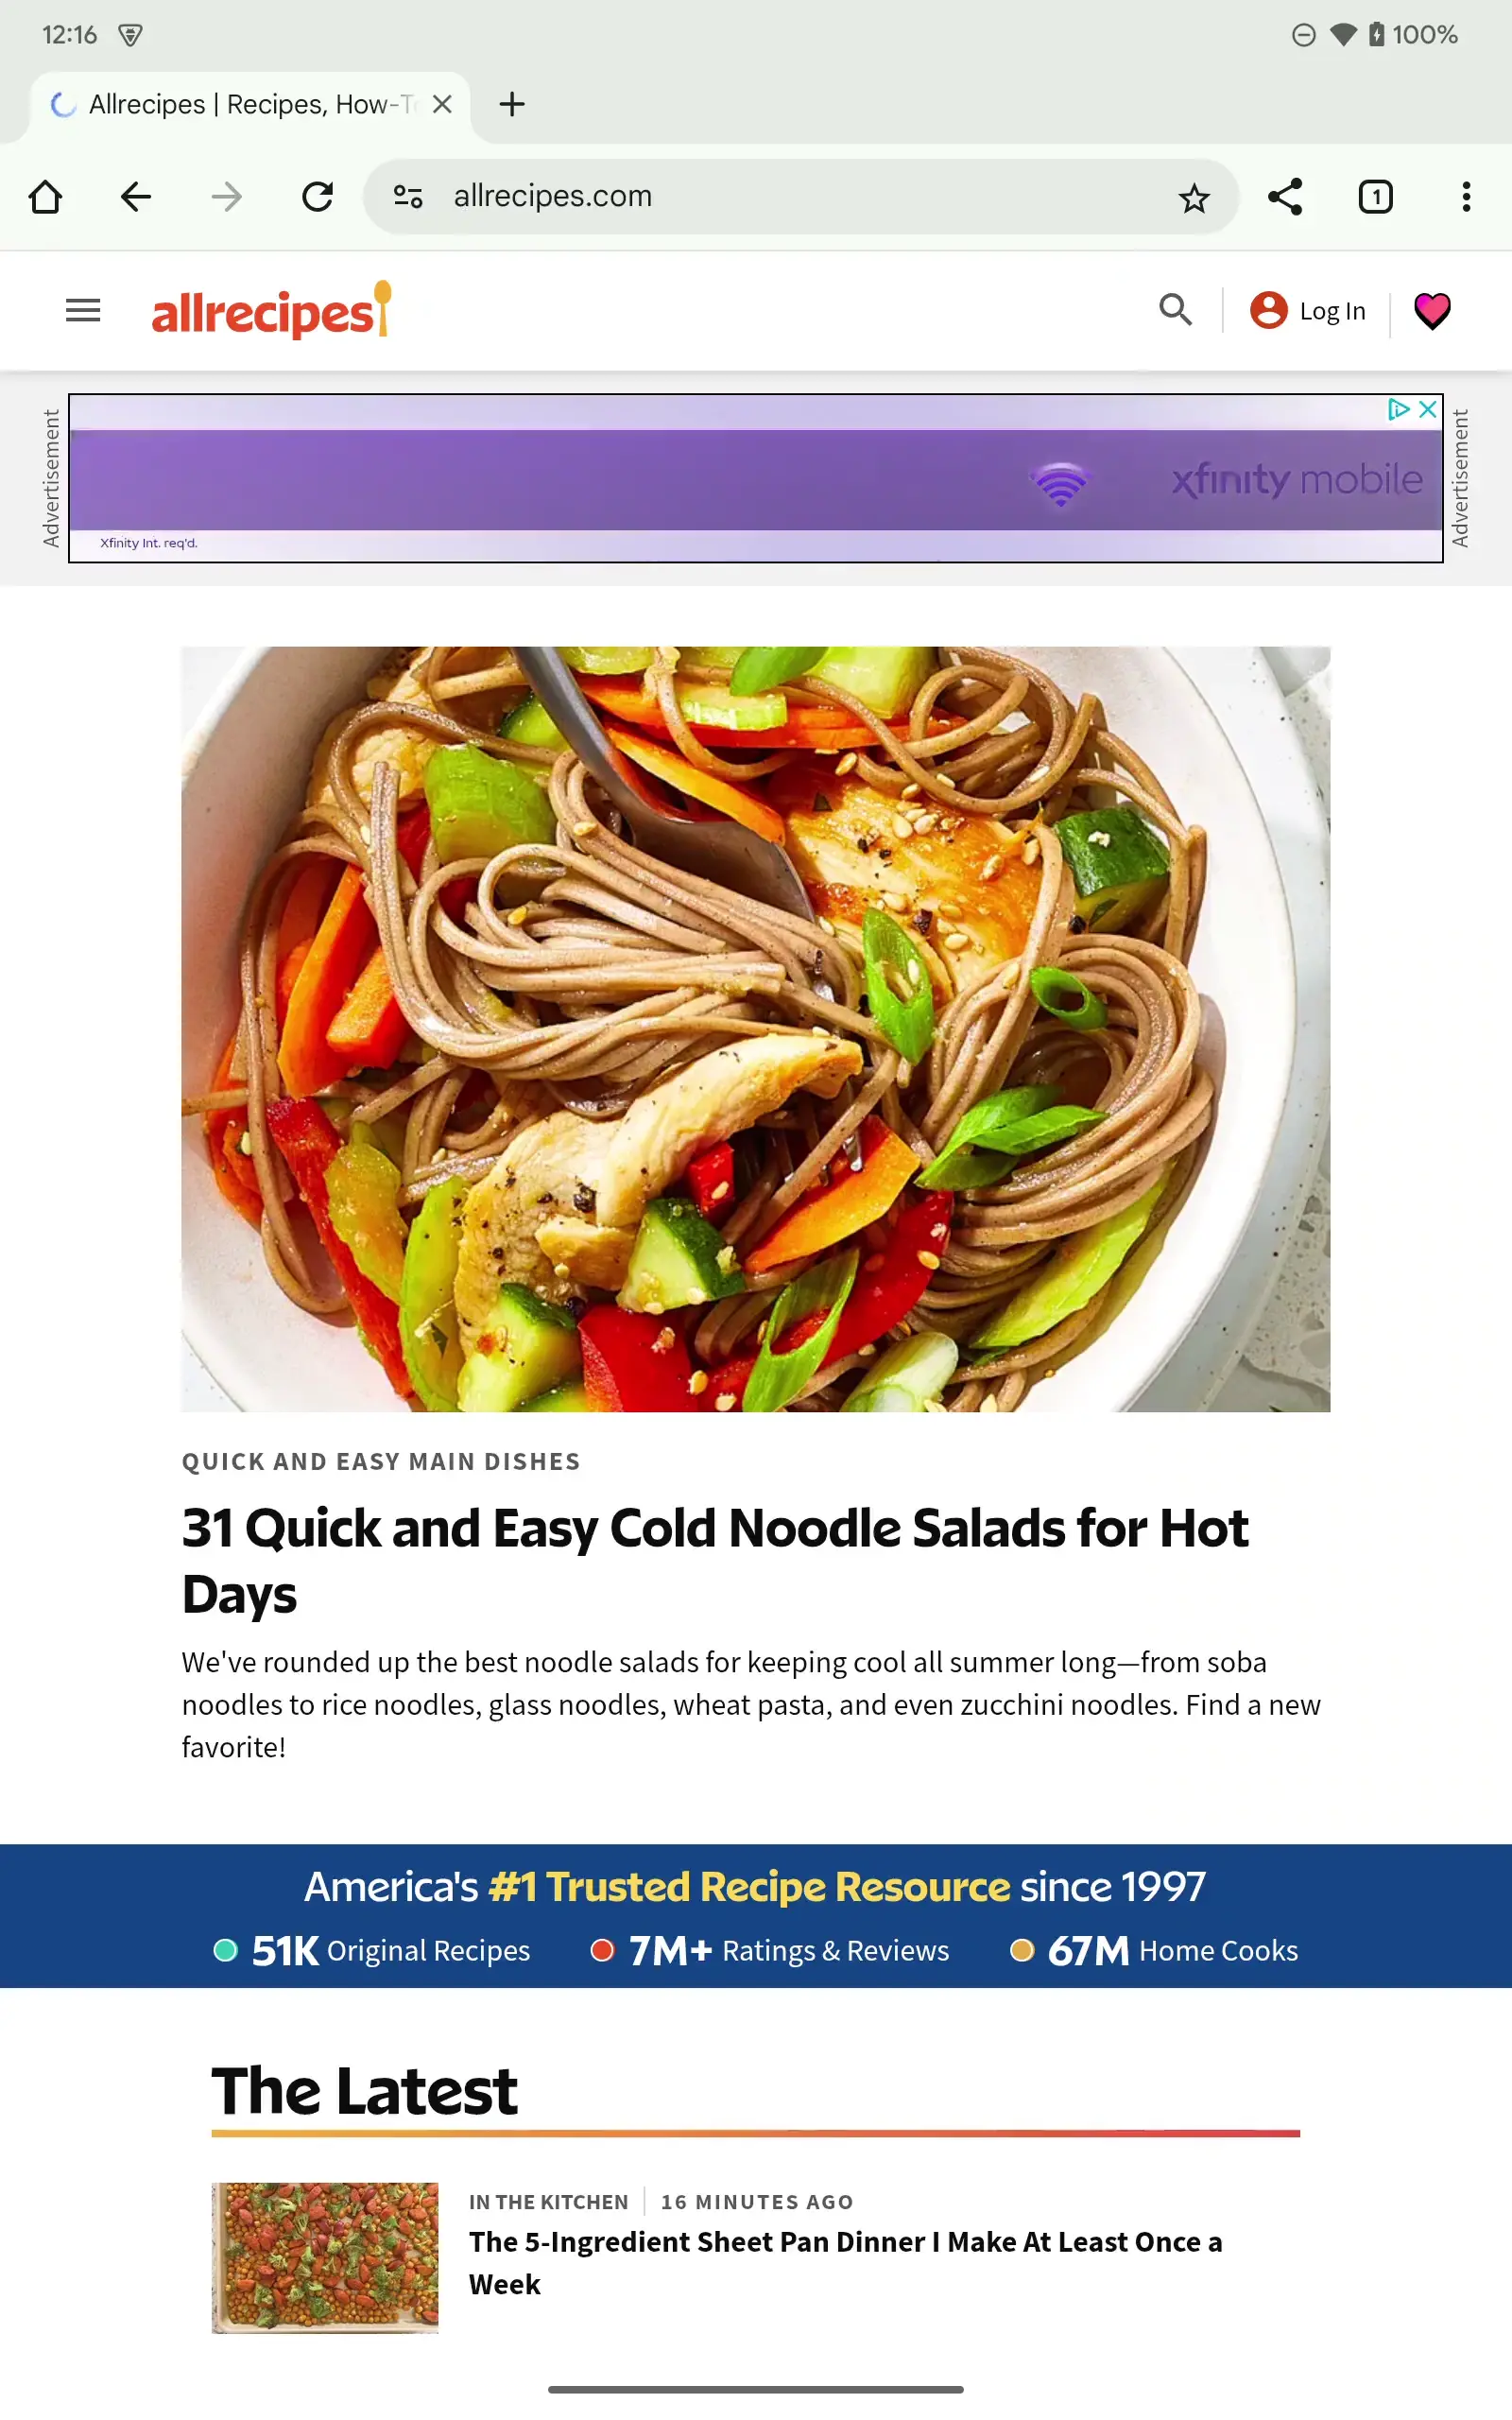 12:16
100%
Allrecipes | Recipes, How-T
allrecipes.com
1
allrecipes
Log In
Advertisement
xfinity mobile
Xfinity Int. req'd.
Advertisement
QUICK AND EASY MAIN DISHES
31 Quick and Easy Cold Noodle Salads for Hot
Days
We've rounded up the best noodle salads for keeping cool all summer long—from soba
noodles to rice noodles, glass noodles, wheat pasta, and even zucchini noodles. Find a new
favorite!
America's #1 Trusted Recipe Resource since 1997
51K Original Recipes 7M+ Ratings & Reviews 67M Home Cooks
The Latest
IN THE KITCHEN 16 MINUTES AGO
The 5-Ingredient Sheet Pan Dinner I Make At Least Once a
Week